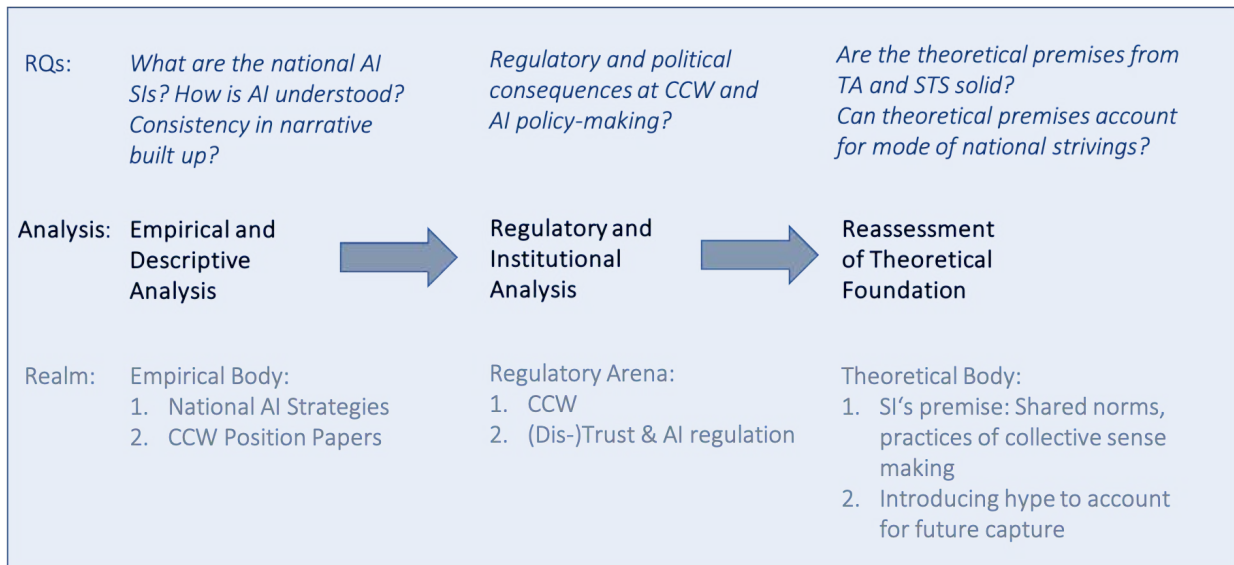 RQs:
What are the national AI
SIs? How is AI understood?
Consistency in narrative
built up?
Regulatory and political
consequences at CCW and
AI policy-making?
Are the theoretical premises from
TA and STS solid?
Can theoretical premises account
for mode of national strivings?
Analysis:
Empirical and
Descriptive
Analysis
Regulatory and
Institutional
Analysis
Reassessment
of Theoretical
Foundation
Realm:
Empirical Body:
1. National AI Strategies
2. CCW Position Papers
Regulatory Arena:
1. CCW
2. (Dis-)Trust & AI regulation
Theoretical Body:
1. SI‘s premise: Shared norms,
practices of collective sense
making
2. Introducing hype to account
for future capture